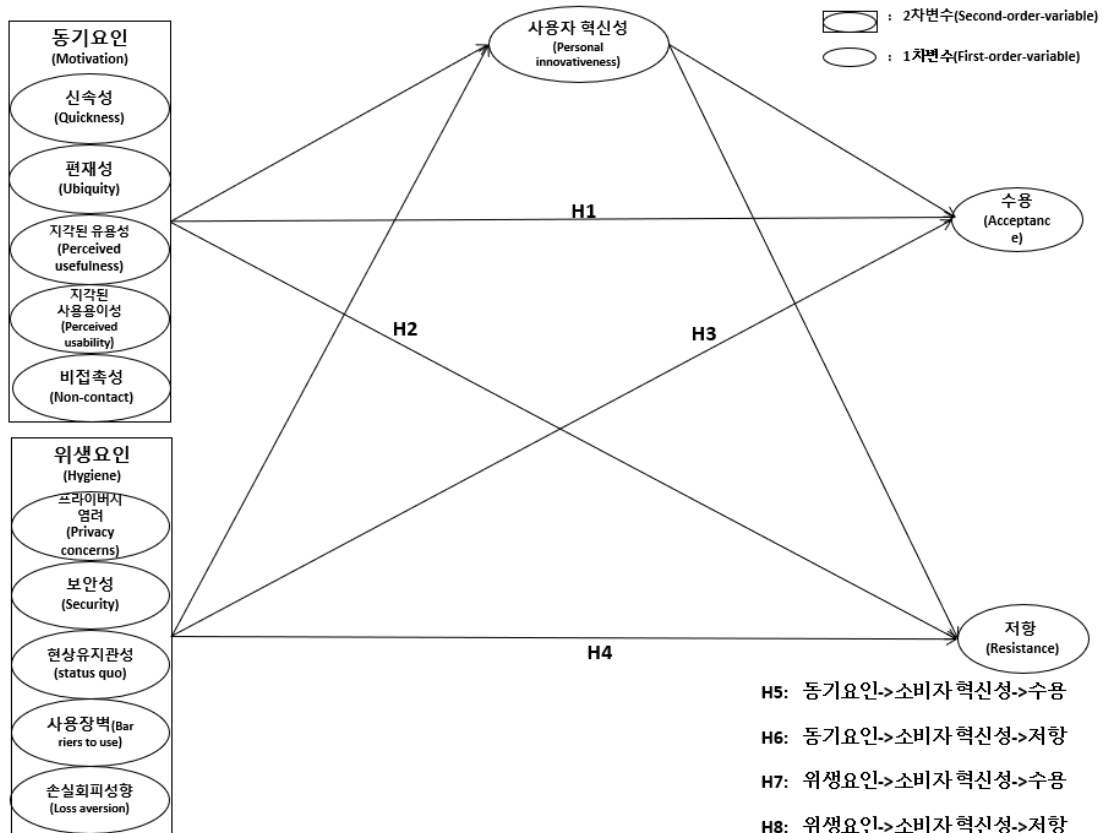 동기요인
(Motivation)
신속성
(Quickness)
편재성
(Ubiquity)
지각된 유용성
(Perceived
usefulness)
지각된
사용용이성
(Perceived
usability)
비접촉성
(Non-contact)
위생요인
(Hygiene)
프라이버시
염려
(Privacy
concerns)
보안성
(Security)
현상유지관성
(status quo)
사용장벽(Bar
riers to use)
손실회피성향
(Loss aversion)
사용자 혁신성
(Personal
innovativeness)
: 2차변수(Second-order-variable)
: 1차변수(First-order-variable)
H1
수용
(Acceptanc
e)
H2
H3
H4
저항
(Resistance)
H5: 동기요인->소비자 혁신성->수용
H6: 동기요인->소비자 혁신성->저항
H7: 위생요인->소비자 혁신성->수용
H8: 위생요인->소비자 혁신성->저항